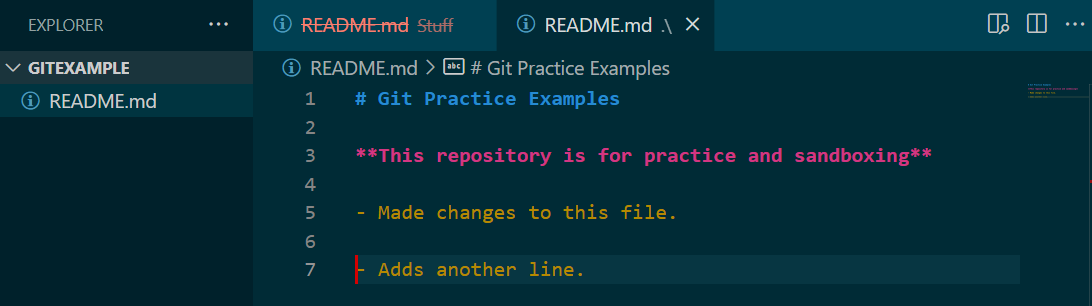 EXPLORER ···
README.md Stuff
README.md .\
GITEXAMPLE
README.md
README.md > # Git Practice Examples
1 # Git Practice Examples
2
3 **This repository is for practice and sandboxing**
4
5 - Made changes to this file.
6
7 - Adds another line.